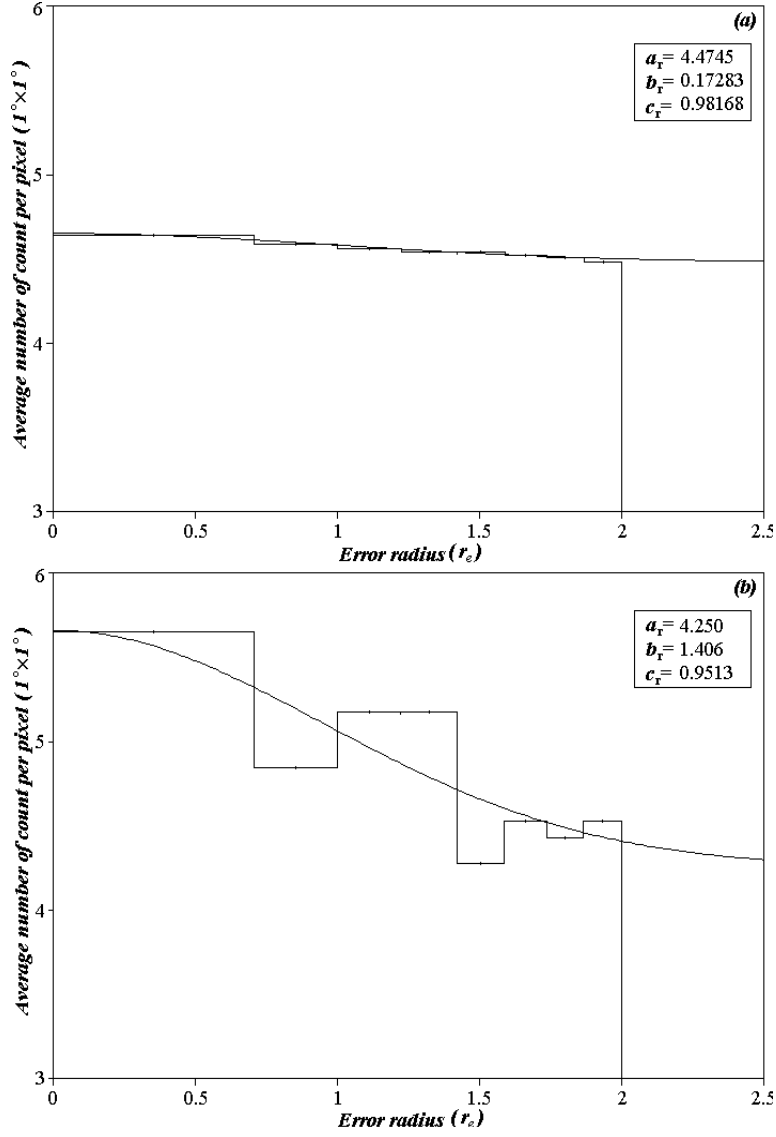 (a)
6
5
4
3
Average number of count per pixel (1°×1°)
a_r= 4.4745
b_r= 0.17283
c_r= 0.98168
0 0.5 1 1.5 2 2.5
Error radius (r_e)
(b)
6
5
4
3
Average number of count per pixel (1°×1°)
a_r= 4.250
b_r= 1.406
c_r= 0.9513
0 0.5 1 1.5 2 2.5
Error radius (r_e)